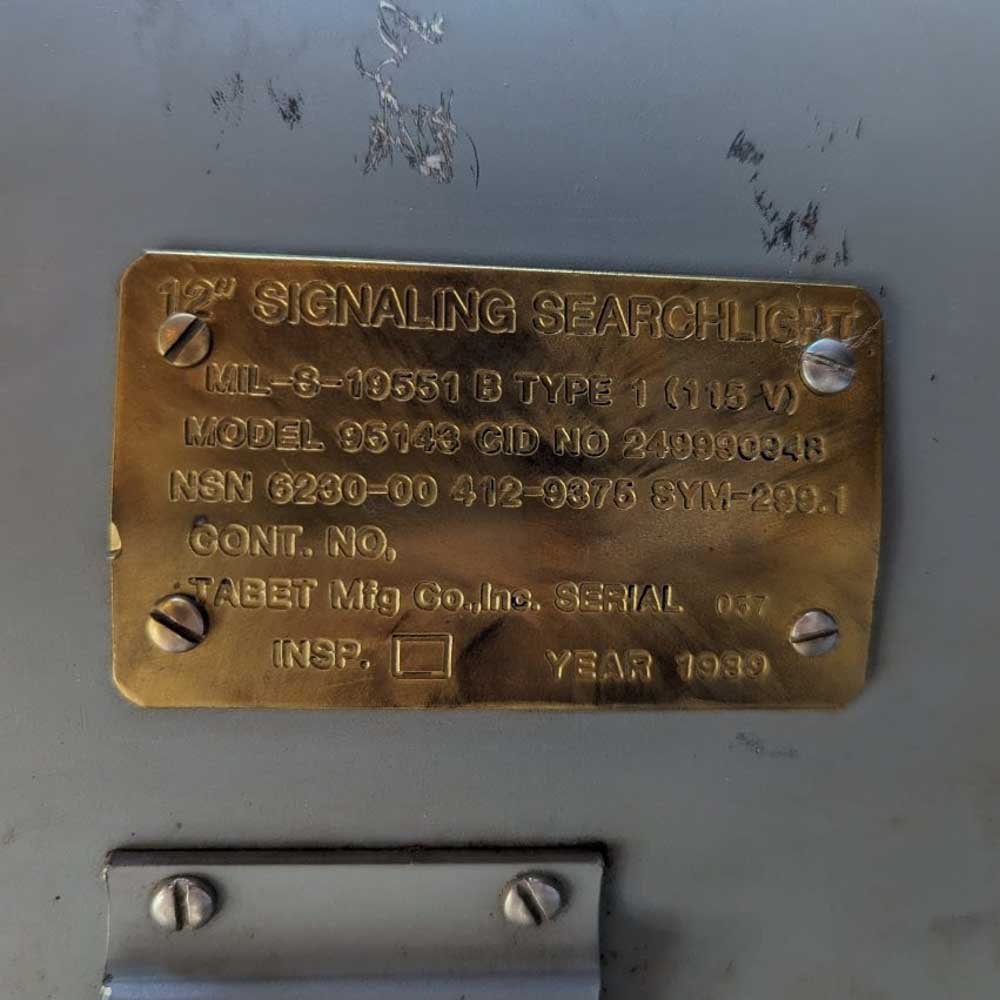 12" SIGNALING SEARCHLIGHT
MIL-S-19551 B TYPE 1 (115 V)
MODEL 95143 CID NO 249990948
NSN 6230-00 412-9375 SYM-299.1
CONT. NO,
TABET Mfg Co.,Inc. SERIAL 057
INSP. YEAR 1989